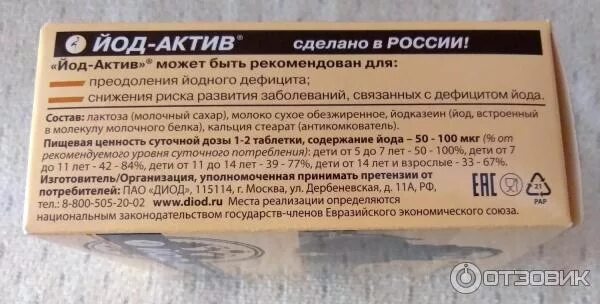 ЙОД-АКТИВ® сделано в РОССИИ!
«Йод-Актив»® может быть рекомендован для:
преодоления йодного дефицита;
снижения риска развития заболеваний, связанных с дефицитом йода.
Состав: лактоза (молочный сахар), молоко сухое обезжиренное, йодказеин (йод, встроенный
в молекулу молочного белка), кальция стеарат (антикомкователь).
Пищевая ценность суточной дозы 1-2 таблетки, содержание йода – 50 - 100 мкг (% от
рекомендуемого уровня суточного потребления): дети от 5 до 7 лет - 50 - 100%, дети от 7
до 11 лет - 42 - 84%, дети от 11 до 14 лет - 39 - 77%, дети от 14 лет и взрослые - 33 - 67%.
Изготовитель/Организация, уполномоченная принимать претензии от
потребителей: ПАО «ДИОД», 115114, г. Москва, ул. Дербеневская, д. 11А, РФ,
тел.: 8-800-505-20-02 www.diod.ru Места реализации определяются
национальным законодательством государств-членов Евразийского экономического союза.
EAC
21
PAP
ОТЗОВИК